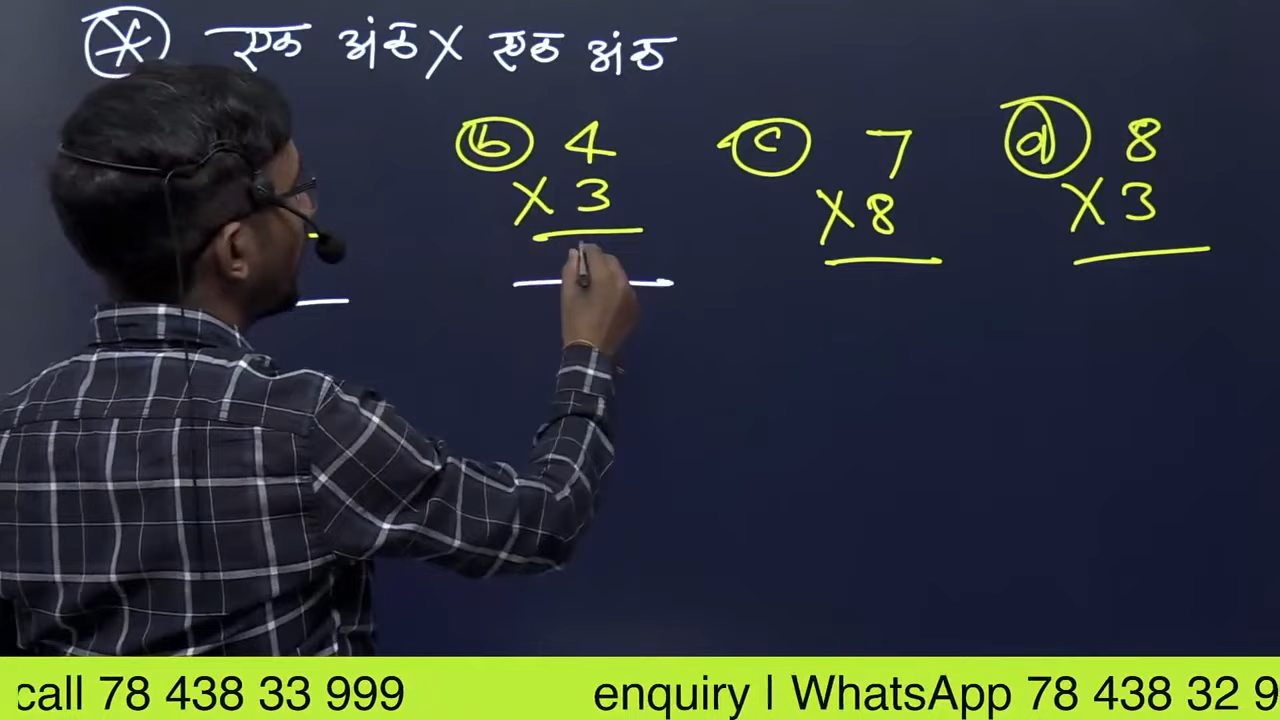 * एक अंक X एक अंक
b 4 c 7 d 8
X 3 X 8 X 3
call 78 438 33 999 enquiry | WhatsApp 78 438 32 9